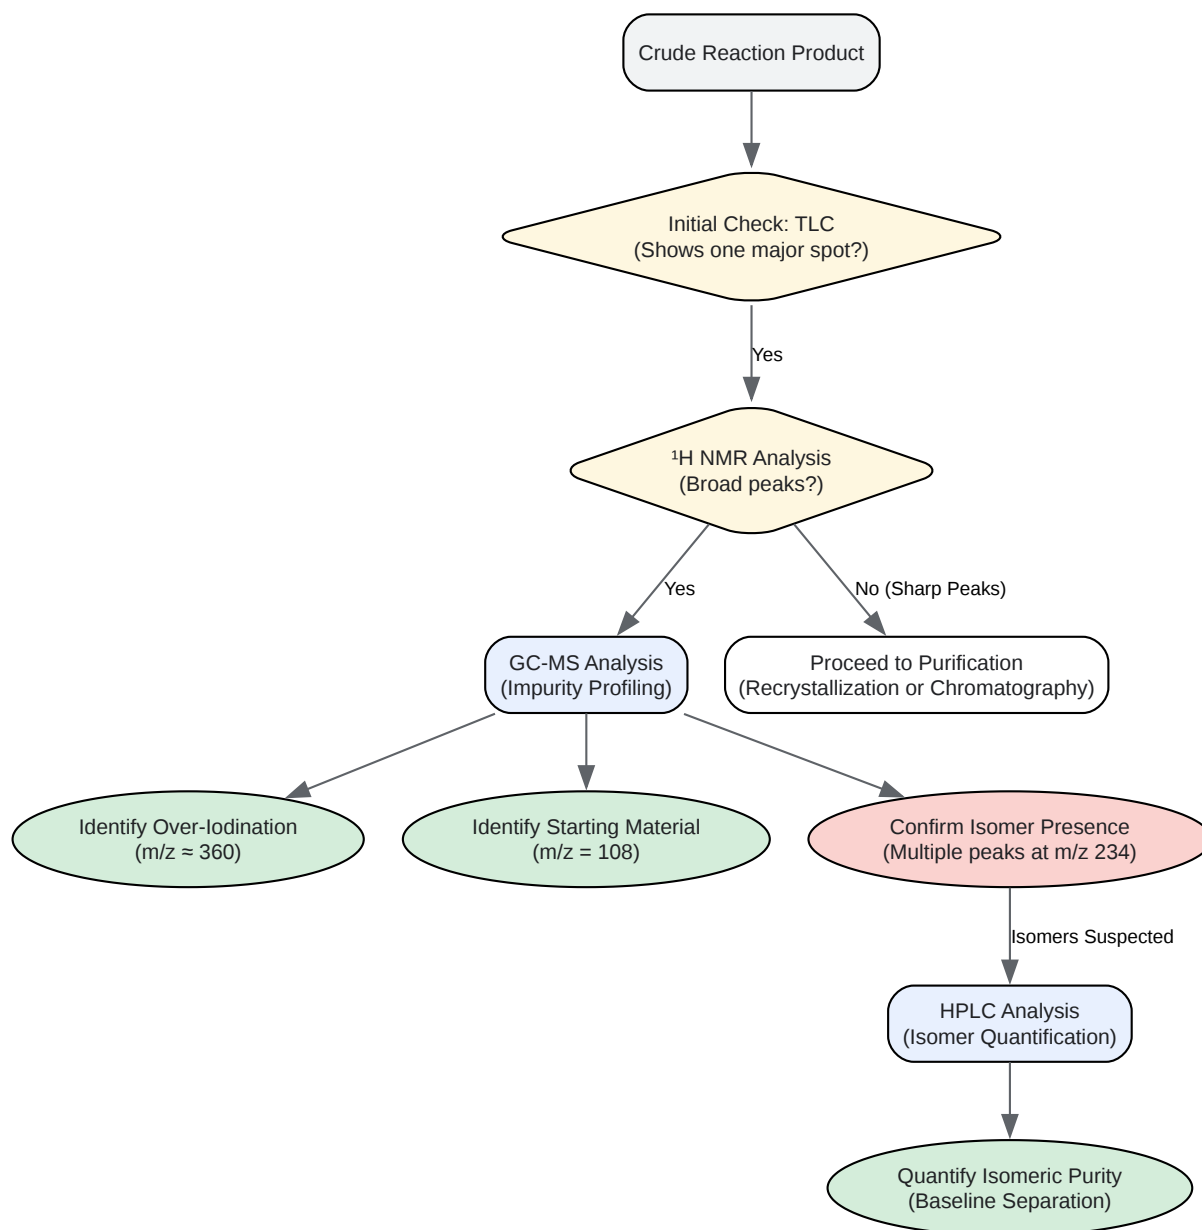 Crude Reaction Product
Initial Check: TLC
(Shows one major spot?)
Yes
¹H NMR Analysis
(Broad peaks?)
Yes
No (Sharp Peaks)
GC-MS Analysis
(Impurity Profiling)
Proceed to Purification
(Recrystallization or Chromatography)
Identify Over-Iodination
(m/z ≈ 360)
Identify Starting Material
(m/z = 108)
Confirm Isomer Presence
(Multiple peaks at m/z 234)
Isomers Suspected
HPLC Analysis
(Isomer Quantification)
Quantify Isomeric Purity
(Baseline Separation)